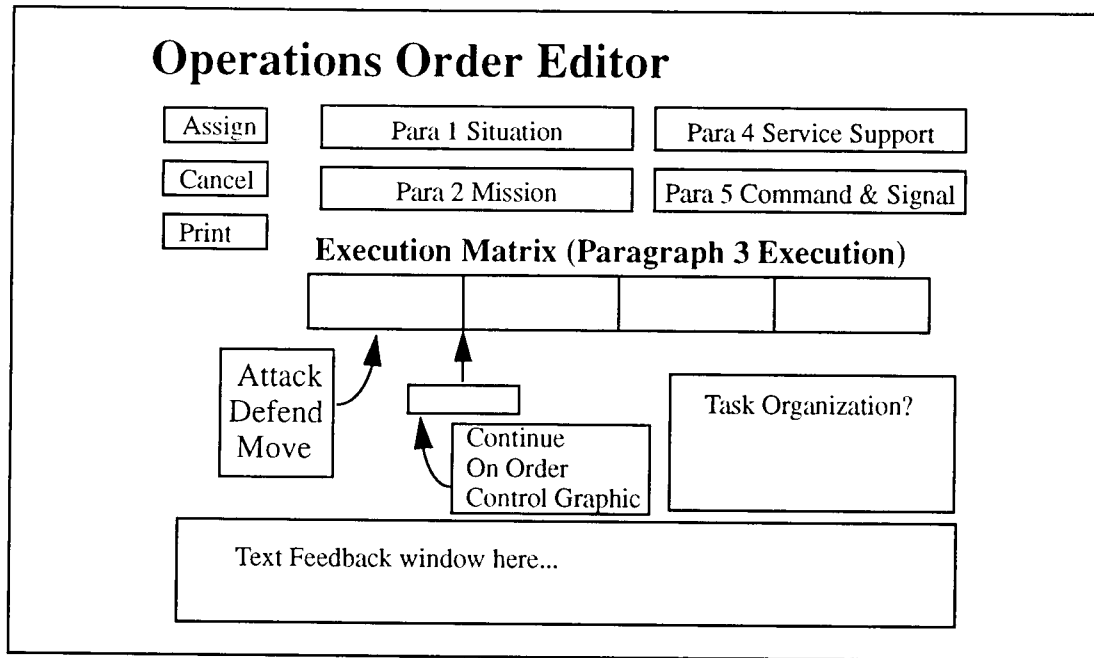 Operations Order Editor
Assign
Para 1 Situation
Para 4 Service Support
Cancel
Para 2 Mission
Para 5 Command & Signal
Print
Execution Matrix (Paragraph 3 Execution)
Attack
Defend
Move
Continue
On Order
Control Graphic
Task Organization?
Text Feedback window here...